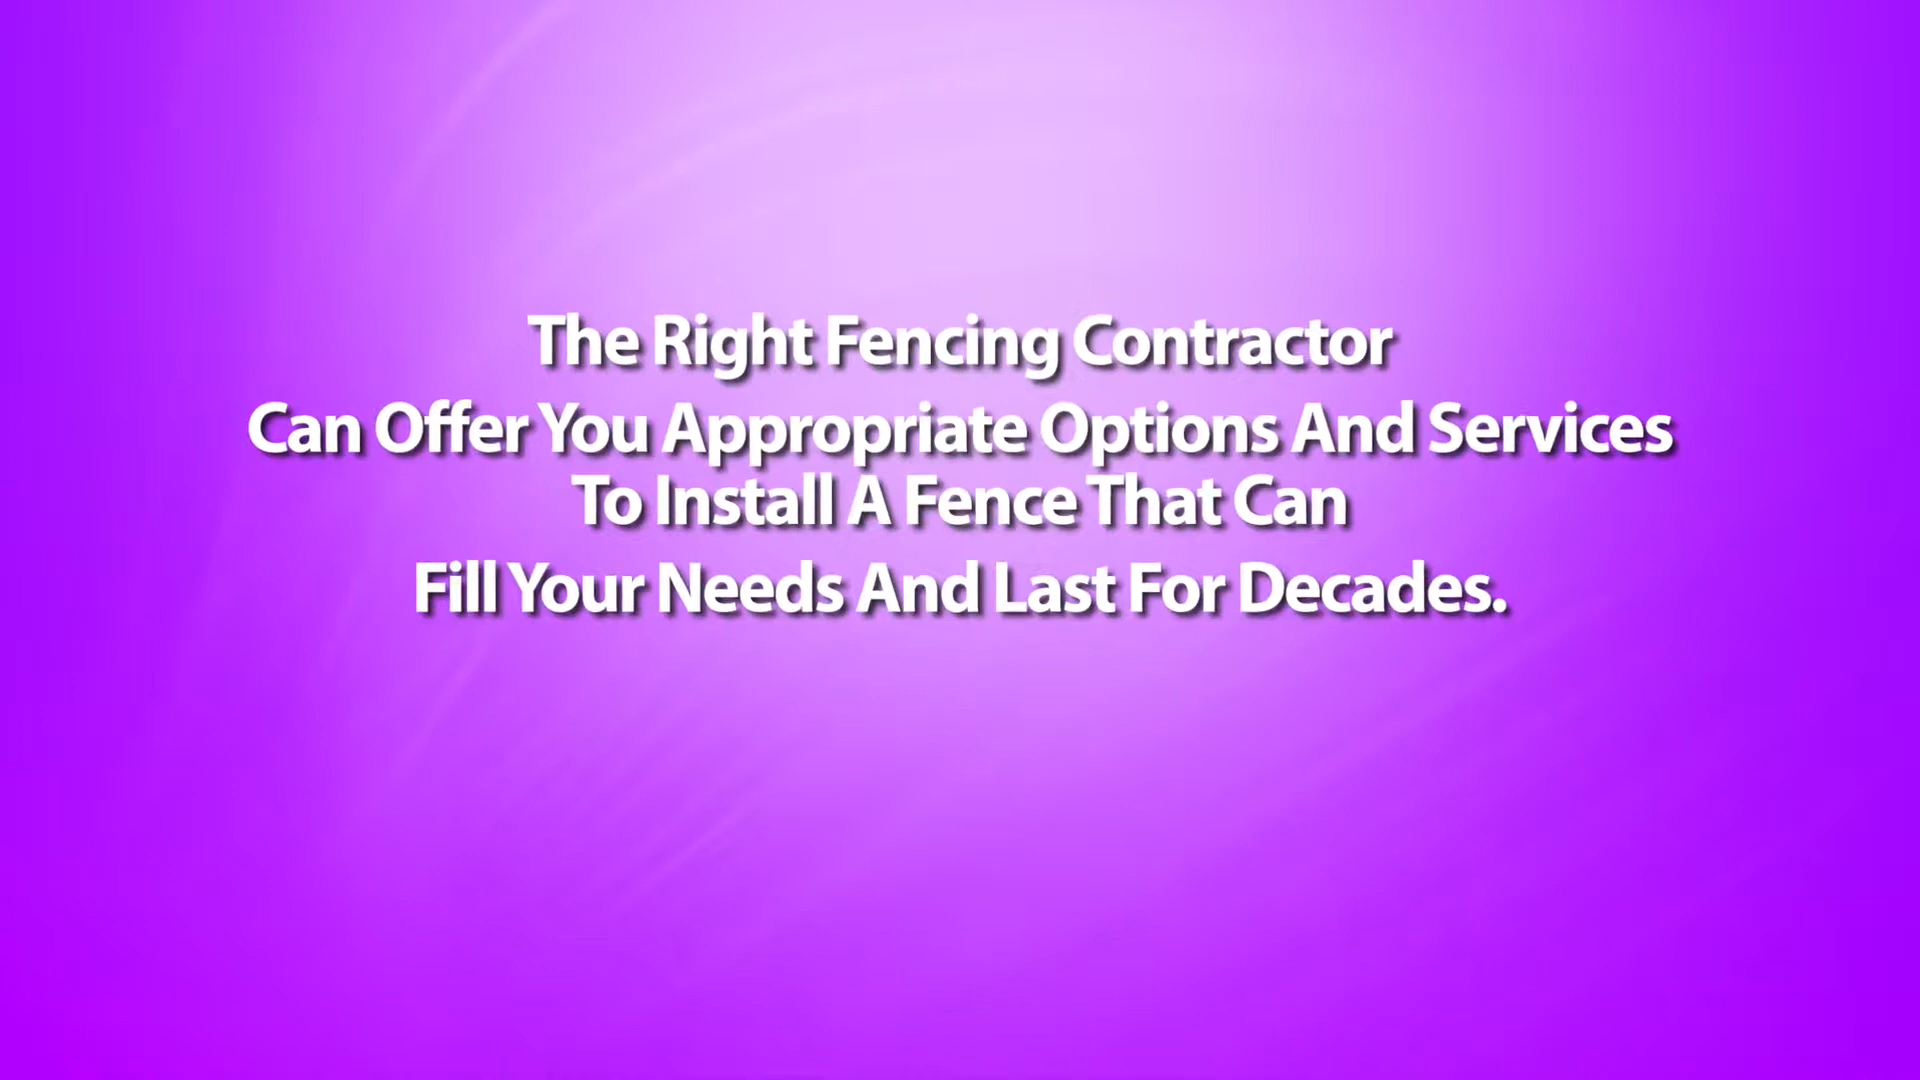 The Right Fencing Contractor
Can Offer You Appropriate Options And Services
To Install A Fence That Can
Fill Your Needs And Last For Decades.